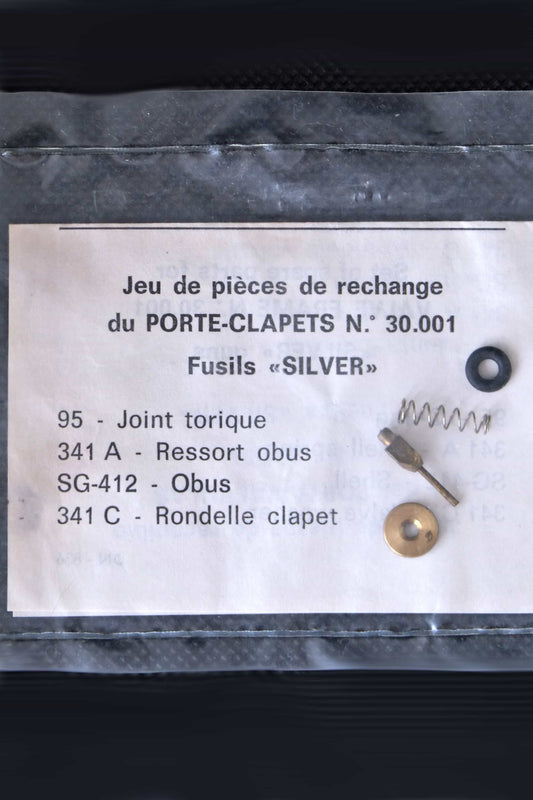 Jeu de pièces de rechange
du PORTE-CLAPETS N.° 30.001
Fusils «SILVER»
95 - Joint torique
341 A - Ressort obus
SG-412 - Obus
341 C - Rondelle clapet